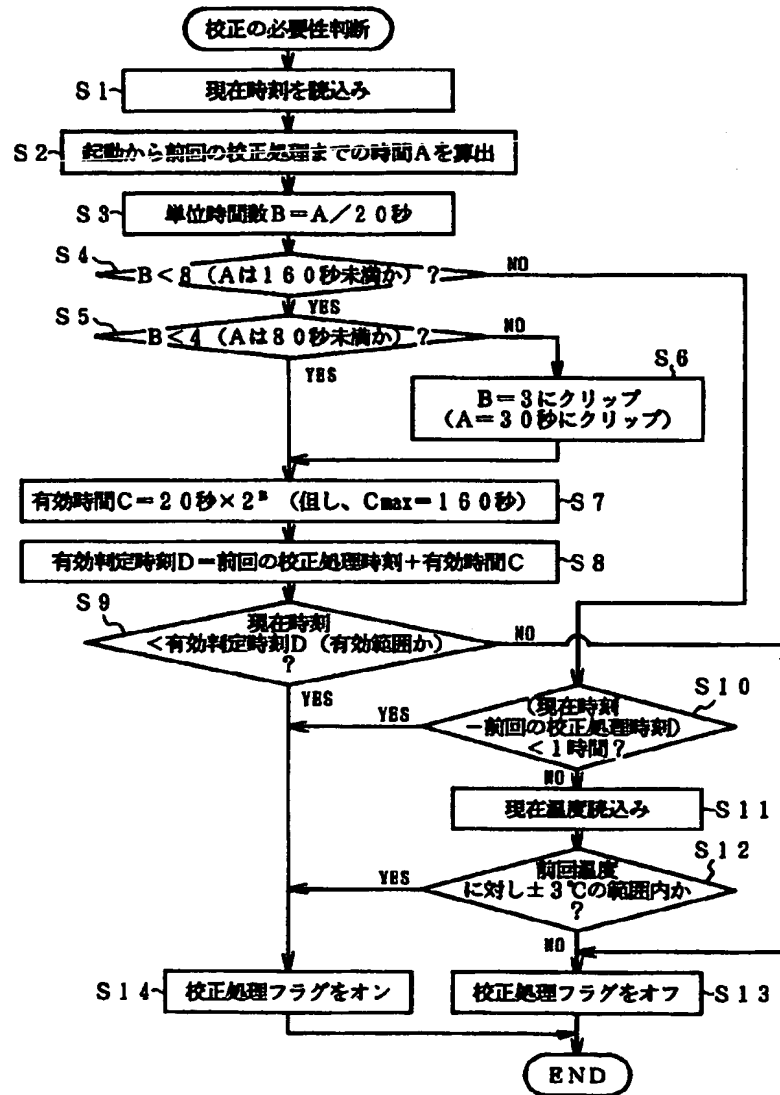 校正の必要性判断
S1
現在時刻を読込み
S2
起動から前回の校正処理までの時間Aを算出
S3
単位時間数B=A/20秒
S4
B<8(Aは160秒未満か)?
NO
YES
S5
B<4(Aは80秒未満か)?
NO
YES
S6
B=3にクリップ
(A=30秒にクリップ)
有効時間C=20秒×2ᴮ (但し、Cmax=160秒)
S7
有効判定時刻D=前回の校正処理時刻+有効時間C
S8
S9
現在時刻
<有効判定時刻D(有効範囲か)
?
NO
YES
S10
(現在時刻
-前回の校正処理時刻)
<1時間?
YES
NO
現在温度読込み
S11
S12
前回温度
に対し±3℃の範囲内か
?
YES
NO
S14
校正処理フラグをオン
校正処理フラグをオフ
S13
END